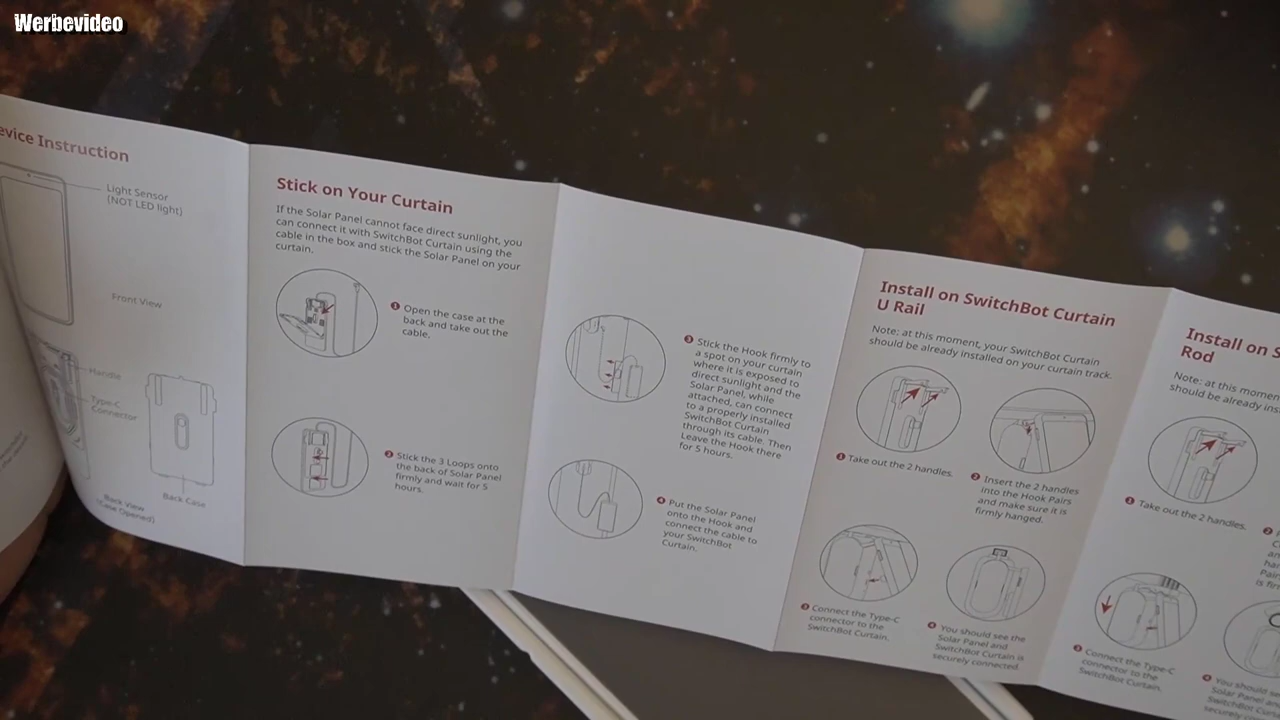 Werbevideo
evice Instruction
Light Sensor
(NOT LED light)
Front View
Handle
Type-C
Connector
Back Case
Back View
(Case Opened)
Stick on Your Curtain
If the Solar Panel cannot face direct sunlight, you
can connect it with SwitchBot Curtain using the
cable in the box and stick the Solar Panel on your
curtain.
1 Open the case at the
back and take out the
cable.
2 Stick the 3 Loops onto
the back of Solar Panel
firmly and wait for 5
hours.
3 Stick the Hook firmly to
a spot on your curtain
where it is exposed to
direct sunlight and the
Solar Panel, while
attached, can connect
to a properly installed
SwitchBot Curtain
through its cable. Then
Leave the Hook there
for 5 hours.
4 Put the Solar Panel
onto the Hook and
connect the cable to
your SwitchBot
Curtain.
Install on SwitchBot Curtain
U Rail
Note: at this moment, your SwitchBot Curtain
should be already installed on your curtain track.
1 Take out the 2 handles.
2 Insert the 2 handles
into the Hook Pairs
and make sure it is
firmly hanged.
3 Connect the Type-C
connector to the
SwitchBot Curtain.
4 You should see the
Solar Panel and
SwitchBot Curtain is
securely connected.
Install on S
Rod
Note: at this momen
should be already ins
1 Take out the 2 handles.
2
3 Connect the Type-C
connector to the
SwitchBot Curtain.
4 You should se
Solar Panel an
SwitchBot Curt
securely conn